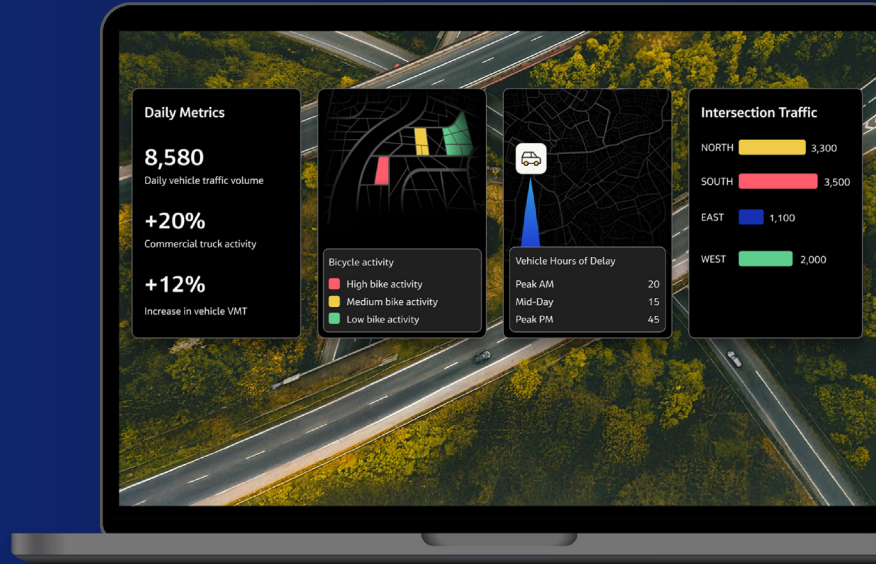 Daily Metrics
8,580
Daily vehicle traffic volume
+20%
Commercial truck activity
+12%
Increase in vehicle VMT
Bicycle activity
High bike activity
Medium bike activity
Low bike activity
Vehicle Hours of Delay
Peak AM 20
Mid-Day 15
Peak PM 45
Intersection Traffic
NORTH 3,300
SOUTH 3,500
EAST 1,100
WEST 2,000